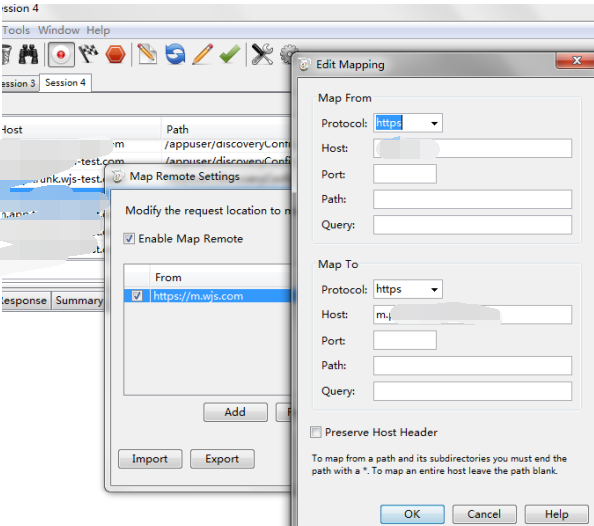 ession 4
Tools Window Help
ession 3 Session 4
Host Path
/appuser/discoveryConfi
-test.com /appuser/discoveryConfi
unk.wjs-test.com
Map Remote Settings
Modify the request location to m
Enable Map Remote
From
https://m.wjs.com
Response Summary
Add
Import Export
Edit Mapping
Map From
Protocol: https
Host:
Port:
Path:
Query:
Map To
Protocol: https
Host: m.
Port:
Path:
Query:
Preserve Host Header
To map from a path and its subdirectories you must end the
path with a *. To map an entire host leave the path blank.
OK Cancel Help